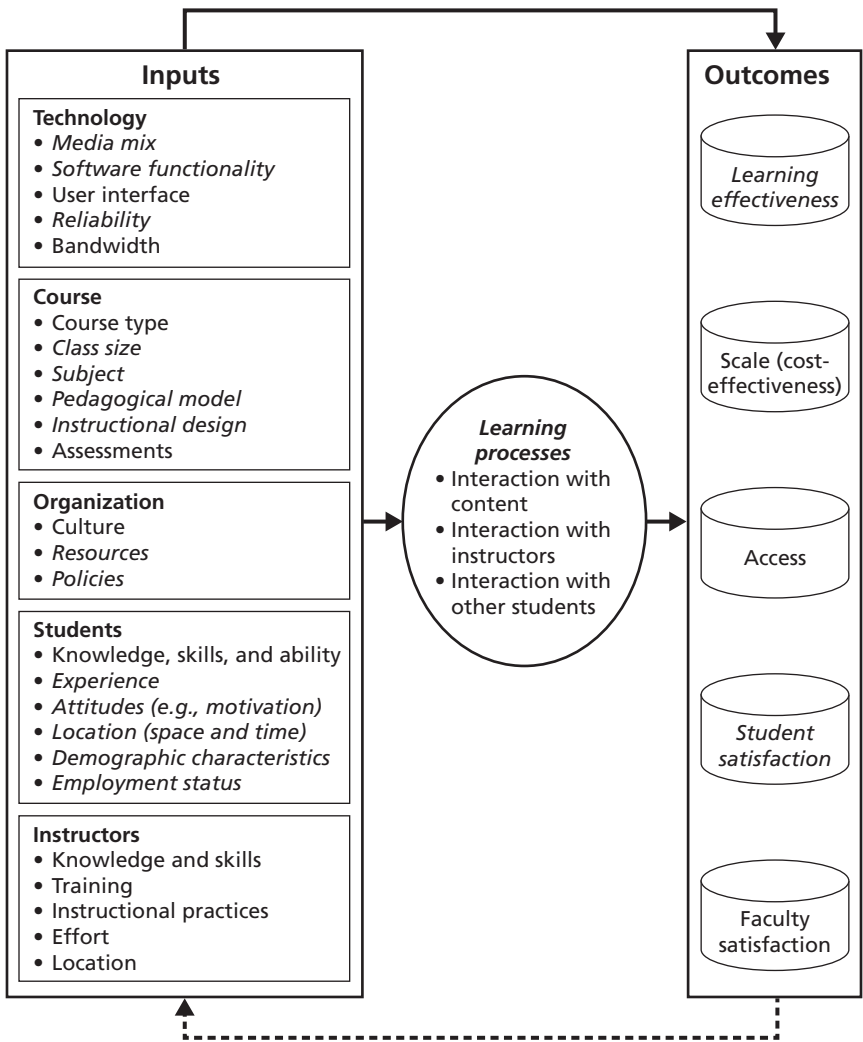 Inputs
Technology
• Media mix
• Software functionality
• User interface
• Reliability
• Bandwidth
Course
• Course type
• Class size
• Subject
• Pedagogical model
• Instructional design
• Assessments
Organization
• Culture
• Resources
• Policies
Students
• Knowledge, skills, and ability
• Experience
• Attitudes (e.g., motivation)
• Location (space and time)
• Demographic characteristics
• Employment status
Instructors
• Knowledge and skills
• Training
• Instructional practices
• Effort
• Location
Learning
processes
• Interaction with
content
• Interaction with
instructors
• Interaction with
other students
Outcomes
Learning
effectiveness
Scale (cost-
effectiveness)
Access
Student
satisfaction
Faculty
satisfaction